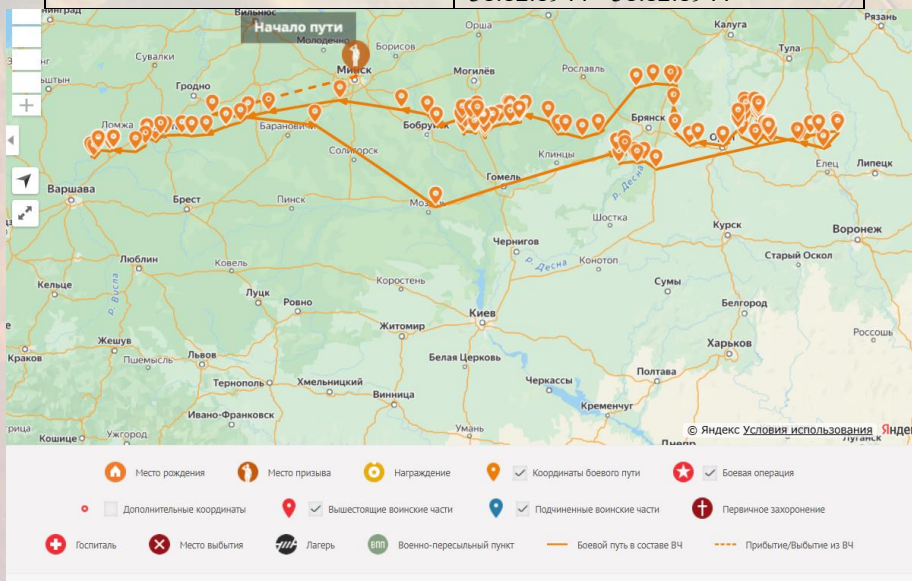 Начало пути
Вильнюс
Орша
Калуга
Рязань
Молодечно
Борисов
Тула
Сувалки
Минск
Могилёв
Рославль
Гродно
Ломжа
Барановичи
Бобруйск
Брянск
Солигорск
Клинцы
Елец
Липецк
Варшава
Брест
Пинск
Гомель
р. Десна
Шостка
Курск
Воронеж
Чернигов
Старый Оскол
Люблин
Ковель
р. Десна
Конотоп
р. Висла
Кельце
Луцк
Ровно
Коростень
Сумы
Белгород
Киев
Житомир
Россошь
Жешув
Львов
Белая Церковь
Харьков
Краков
Пшемысль
Полтава
Тернополь
Хмельницкий
Винница
Черкассы
Кременчуг
Ивано-Франковск
Умань
Кошице
Ужгород
© Яндекс Условия использования
Место рождения
Место призыва
Награждение
Координаты боевого пути
Боевая операция
Дополнительные координаты
Вышестоящие воинские части
Подчиненные воинские части
Первичное захоронение
Госпиталь
Место выбытия
Лагерь
ВПП
Военно-пересыльный пункт
Боевой путь в составе ВЧ
Прибытие/Выбытие из ВЧ